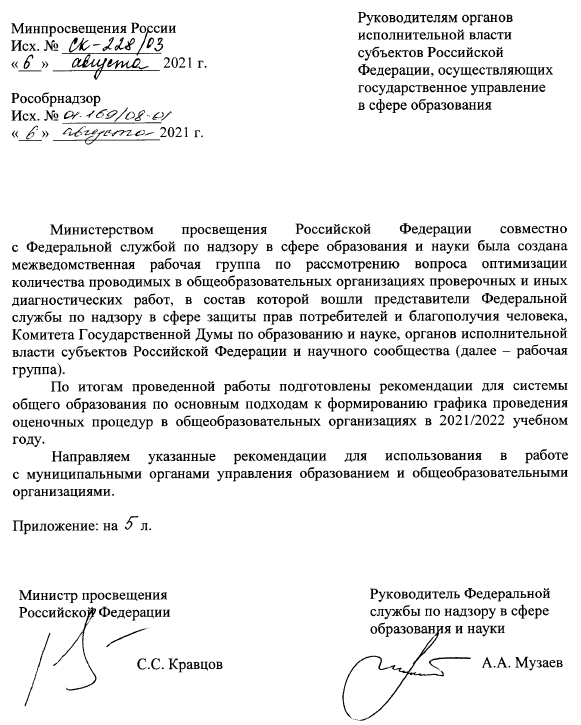 Минпросвещения России
Исх. № СК-228/03
«6» августа 2021 г.
Рособрнадзор
Исх. № 01-169/08-01
«6» августа 2021 г.
Руководителям органов
исполнительной власти
субъектов Российской
Федерации, осуществляющих
государственное управление
в сфере образования
Министерством просвещения Российской Федерации совместно
с Федеральной службой по надзору в сфере образования и науки была создана
межведомственная рабочая группа по рассмотрению вопроса оптимизации
количества проводимых в общеобразовательных организациях проверочных и иных
диагностических работ, в состав которой вошли представители Федеральной
службы по надзору в сфере защиты прав потребителей и благополучия человека,
Комитета Государственной Думы по образованию и науке, органов исполнительной
власти субъектов Российской Федерации и научного сообщества (далее – рабочая
группа).
По итогам проведенной работы подготовлены рекомендации для системы
общего образования по основным подходам к формированию графика проведения
оценочных процедур в общеобразовательных организациях в 2021/2022 учебном
году.
Направляем указанные рекомендации для использования в работе
с муниципальными органами управления образованием и общеобразовательными
организациями.
Приложение: на 5 л.
Министр просвещения
Российской Федерации
С.С. Кравцов
Руководитель Федеральной
службы по надзору в сфере
образования и науки
А.А. Музаев